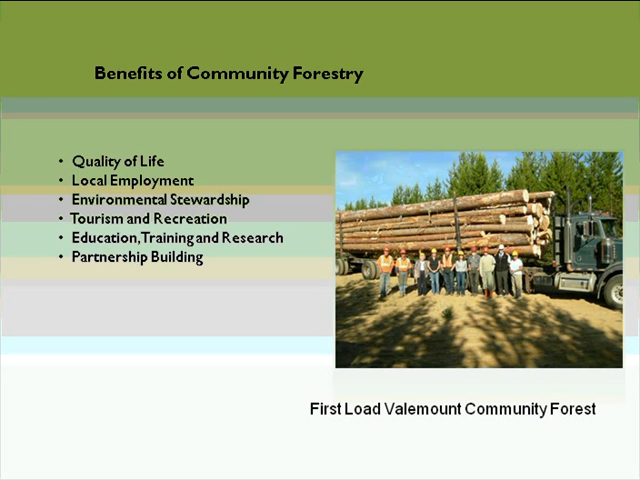 Benefits of Community Forestry
• Quality of Life
• Local Employment
• Environmental Stewardship
• Tourism and Recreation
• Education, Training and Research
• Partnership Building
First Load Valemount Community Forest